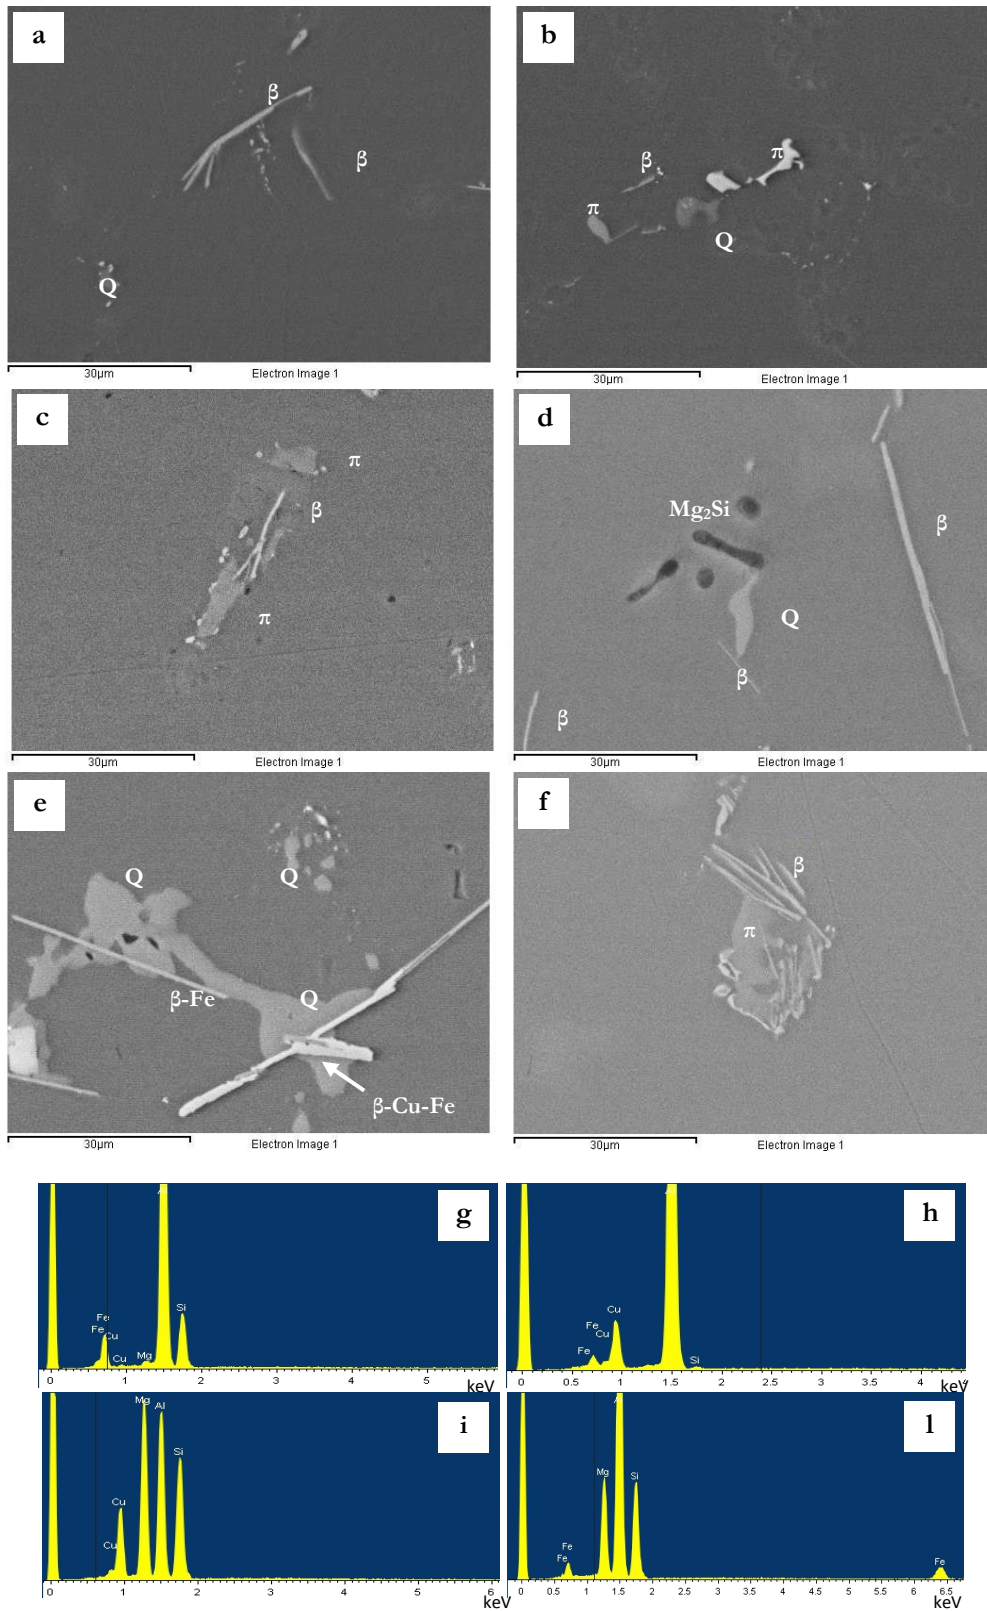 a
β
β
Q
30µm Electron Image 1
b
π
β
π
Q
30µm Electron Image 1
c
π
β
π
30µm Electron Image 1
d
Mg₂Si
β
Q
β
β
30µm Electron Image 1
e
Q
Q
β-Fe
Q
β-Cu-Fe
30µm Electron Image 1
f
β
π
30µm Electron Image 1
g
Fe
Fe
Cu
Cu
Mg
Si
0 1 2 3 4 5
keV
h
Cu
Fe
Cu
Fe
Si
0 0.5 1 1.5 2 2.5 3 3.5 4
keV
i
Mg
Al
Si
Cu
Cu
0 1 2 3 4 5 6
keV
l
Mg
Si
Fe
Fe
Fe
0 0.5 1 1.5 2 2.5 3 3.5 4 4.5 5 5.5 6 6.5
keV